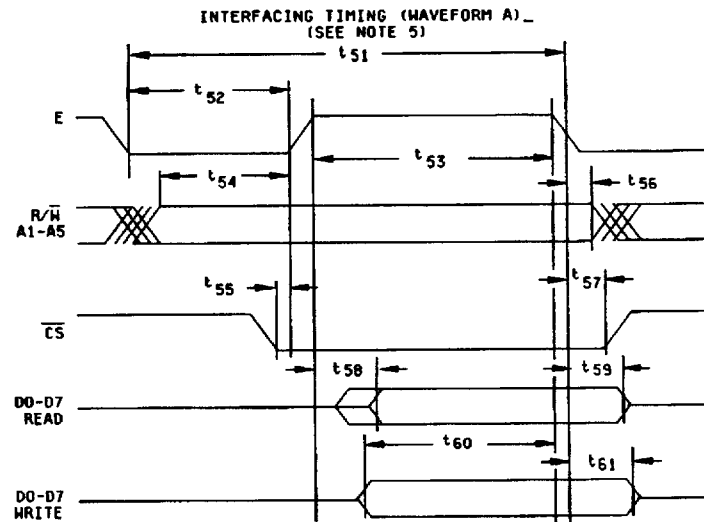 INTERFACING TIMING (WAVEFORM A)_
(SEE NOTE 5)
t51
t52
E
t53
t54
t56
R/W̅
A1-A5
t55
t57
C̅S̅
t58
t59
D0-D7
READ
t60
t61
D0-D7
WRITE